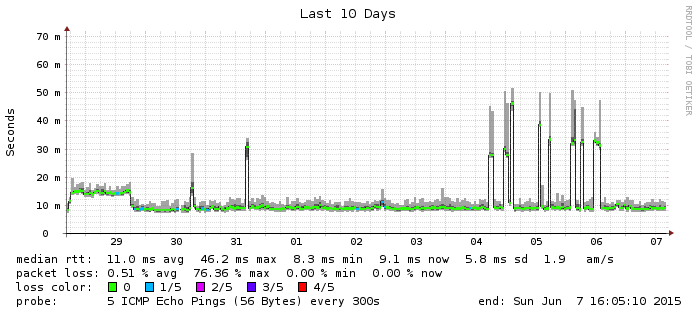 Last 10 Days
RRDTOOL / TOBI OETIKER
Seconds
70 m
60 m
50 m
40 m
30 m
20 m
10 m
0
29 30 31 01 02 03 04 05 06 07
median rtt: 11.0 ms avg 46.2 ms max 8.3 ms min 9.1 ms now 5.8 ms sd 1.9 am/s
packet loss: 0.51 % avg 76.36 % max 0.00 % min 0.00 % now
loss color: 0 1/5 2/5 3/5 4/5
probe: 5 ICMP Echo Pings (56 Bytes) every 300s end: Sun Jun 7 16:05:10 2015